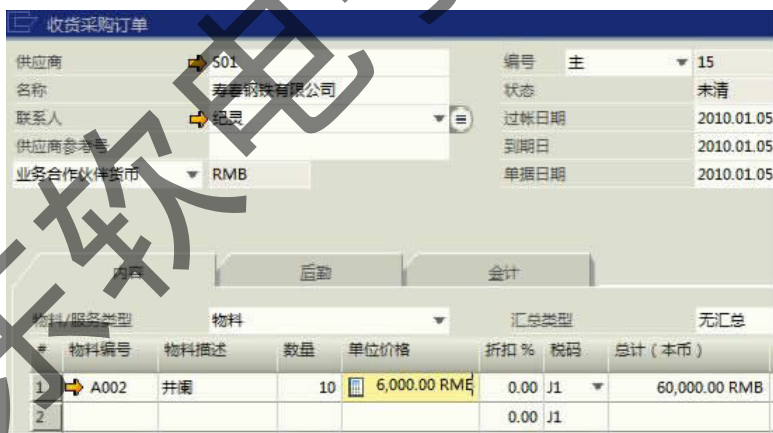 收货采购订单
供应商 S01 编号 主 15
名称 寿春钢铁有限公司 状态 未清
联系人 纪灵 过帐日期 2010.01.05
供应商参考号 到期日 2010.01.05
业务合作伙伴货币 RMB 单据日期 2010.01.05
内容 后勤 会计
物料/服务类型 物料 汇总类型 无汇总
# 物料编号 物料描述 数量 单位价格 折扣 % 税码 总计（本币）
1 A002 井阑 10 6,000.00 RME 0.00 J1 60,000.00 RMB
2 0.00 J1